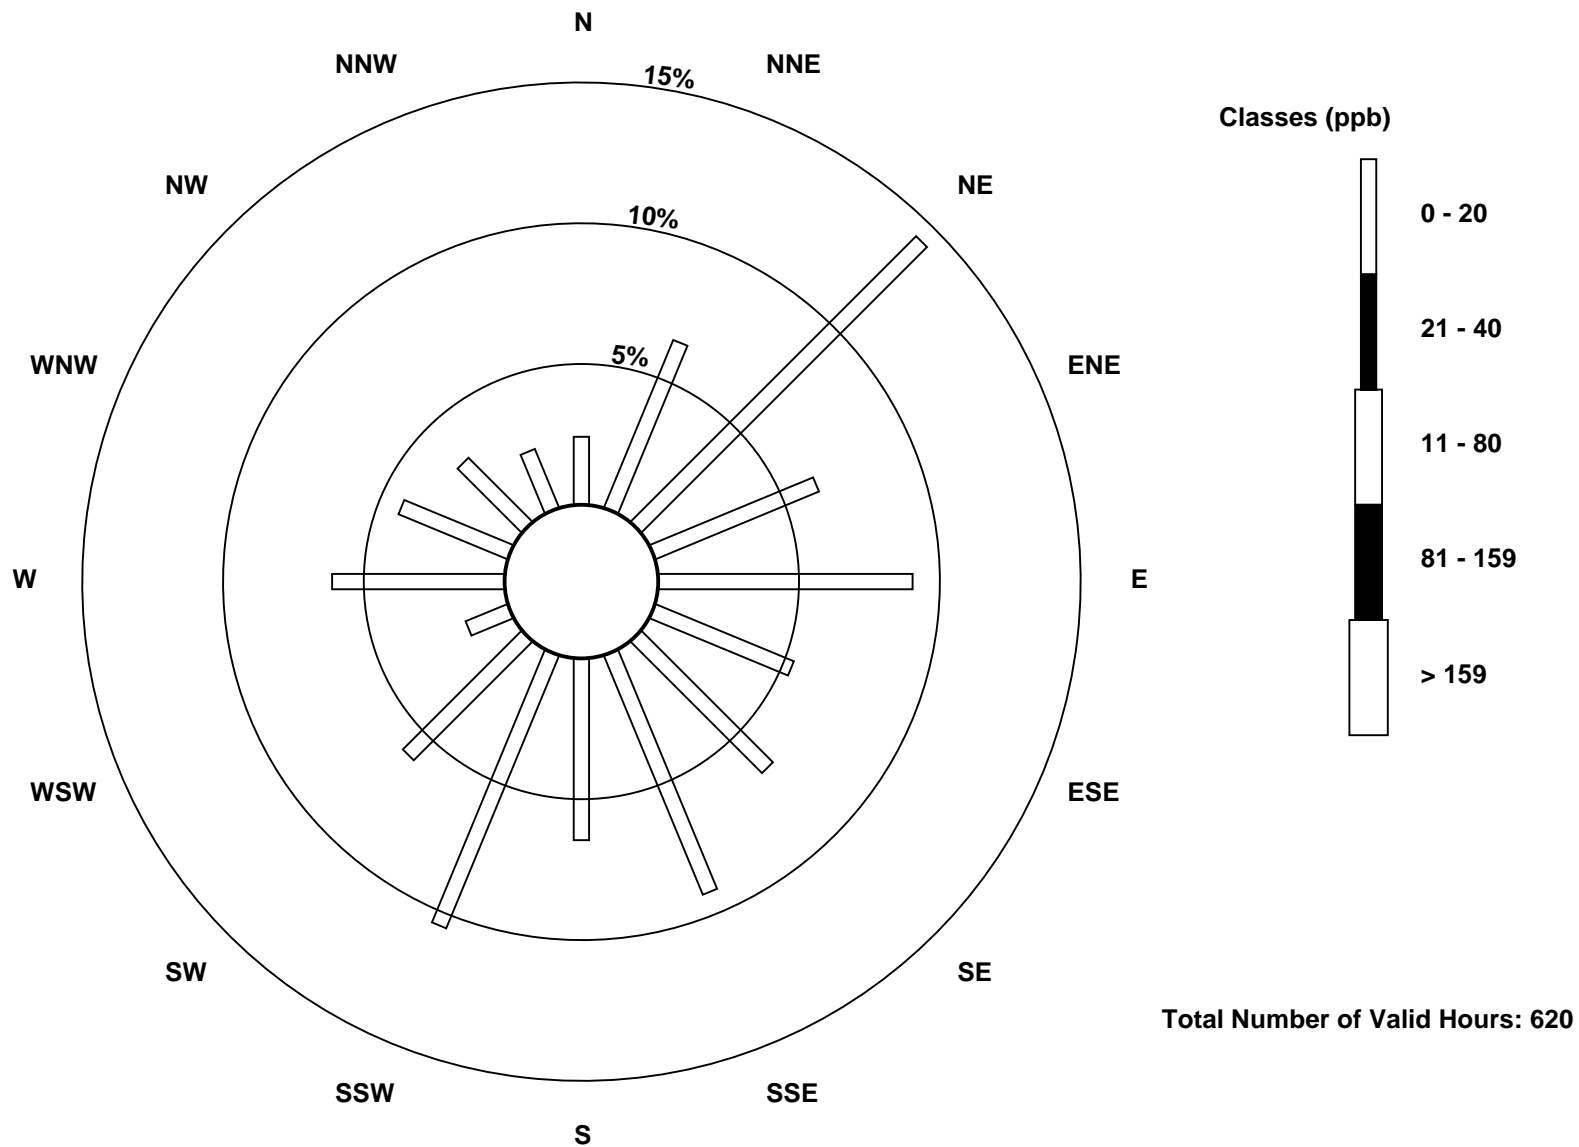 N
NNW
NNE
15%
Classes (ppb)
NW
NE
10%
0 - 20
21 - 40
5%
WNW
ENE
11 - 80
81 - 159
W
E
> 159
WSW
ESE
SW
SE
Total Number of Valid Hours: 620
SSW
SSE
S